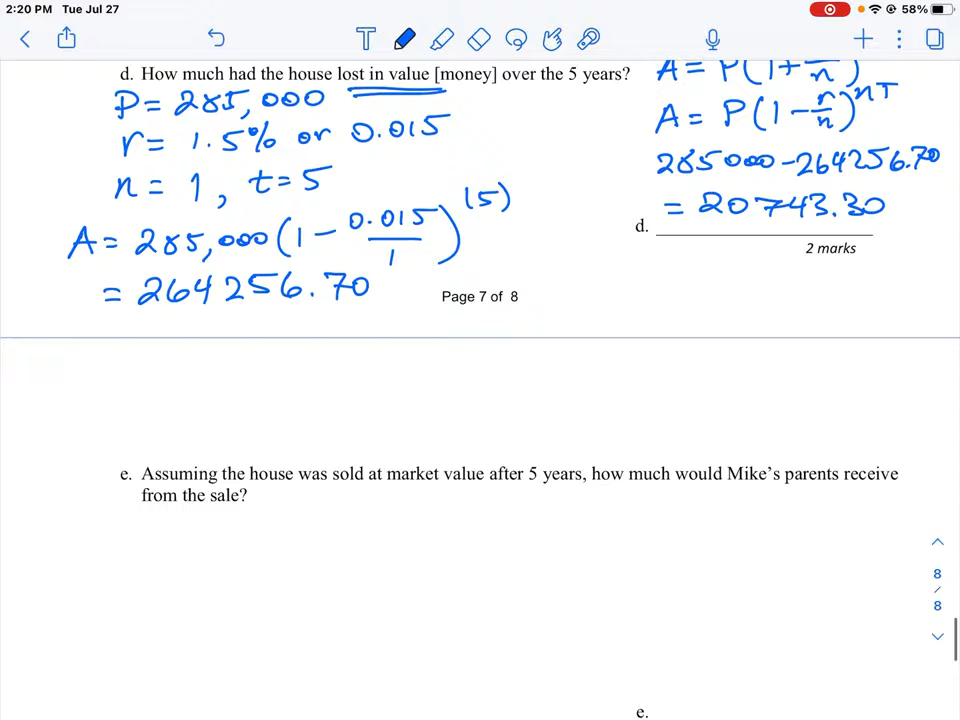 2:20 PM Tue Jul 27
58%
d. How much had the house lost in value [money] over the 5 years?
P = 285,000
r = 1.5% or 0.015
n = 1, t = 5
A = 285,000 (1 - 0.015/1)^(5)
= 264256.70
A = P(1 + r/n)
A = P(1 - r/n)^nT
285000 - 264256.70
= 20743.30
d. ____________
2 marks
Page 7 of 8
e. Assuming the house was sold at market value after 5 years, how much would Mike's parents receive
from the sale?
8
/
8
e.